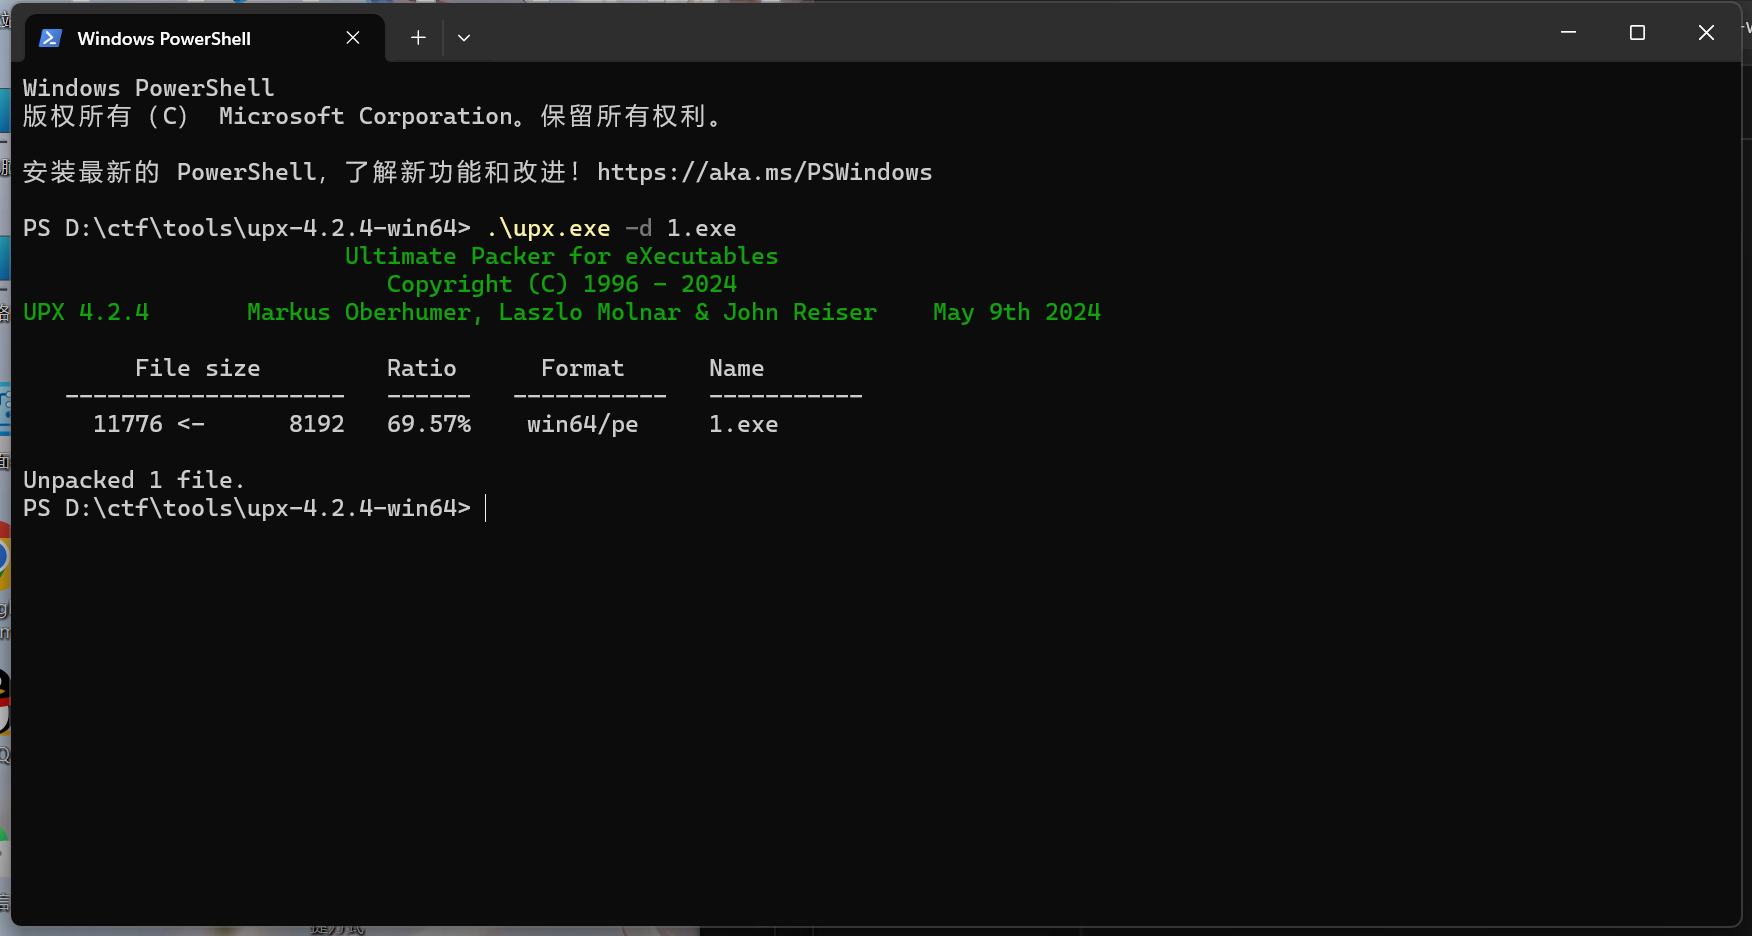 Windows PowerShell
Windows PowerShell
版权所有 (C) Microsoft Corporation。保留所有权利。
安装最新的 PowerShell，了解新功能和改进！https://aka.ms/PSWindows
PS D:\ctf\tools\upx-4.2.4-win64> .\upx.exe -d 1.exe
Ultimate Packer for eXecutables
Copyright (C) 1996 - 2024
UPX 4.2.4 Markus Oberhumer, Laszlo Molnar & John Reiser May 9th 2024
File size Ratio Format Name
-------------------- ------ ----------- -----------
11776 <- 8192 69.57% win64/pe 1.exe
Unpacked 1 file.
PS D:\ctf\tools\upx-4.2.4-win64>